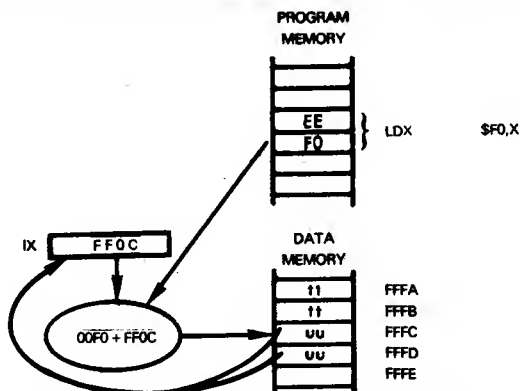 PROGRAM
MEMORY
EE
F0
LDX $F0,X
IX
FF0C
DATA
MEMORY
tt
tt
uu
uu
00F0 + FF0C
FFFA
FFFB
FFFC
FFFD
FFFE